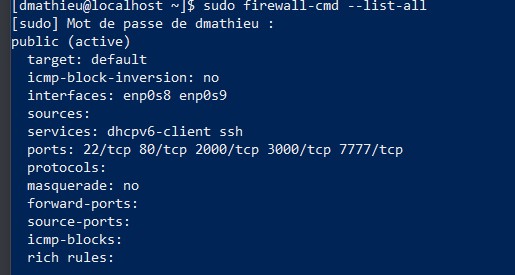 [dmathieu@localhost ~]$ sudo firewall-cmd --list-all
[sudo] Mot de passe de dmathieu :
public (active)
  target: default
  icmp-block-inversion: no
  interfaces: enp0s8 enp0s9
  sources:
  services: dhcpv6-client ssh
  ports: 22/tcp 80/tcp 2000/tcp 3000/tcp 7777/tcp
  protocols:
  masquerade: no
  forward-ports:
  source-ports:
  icmp-blocks:
  rich rules: